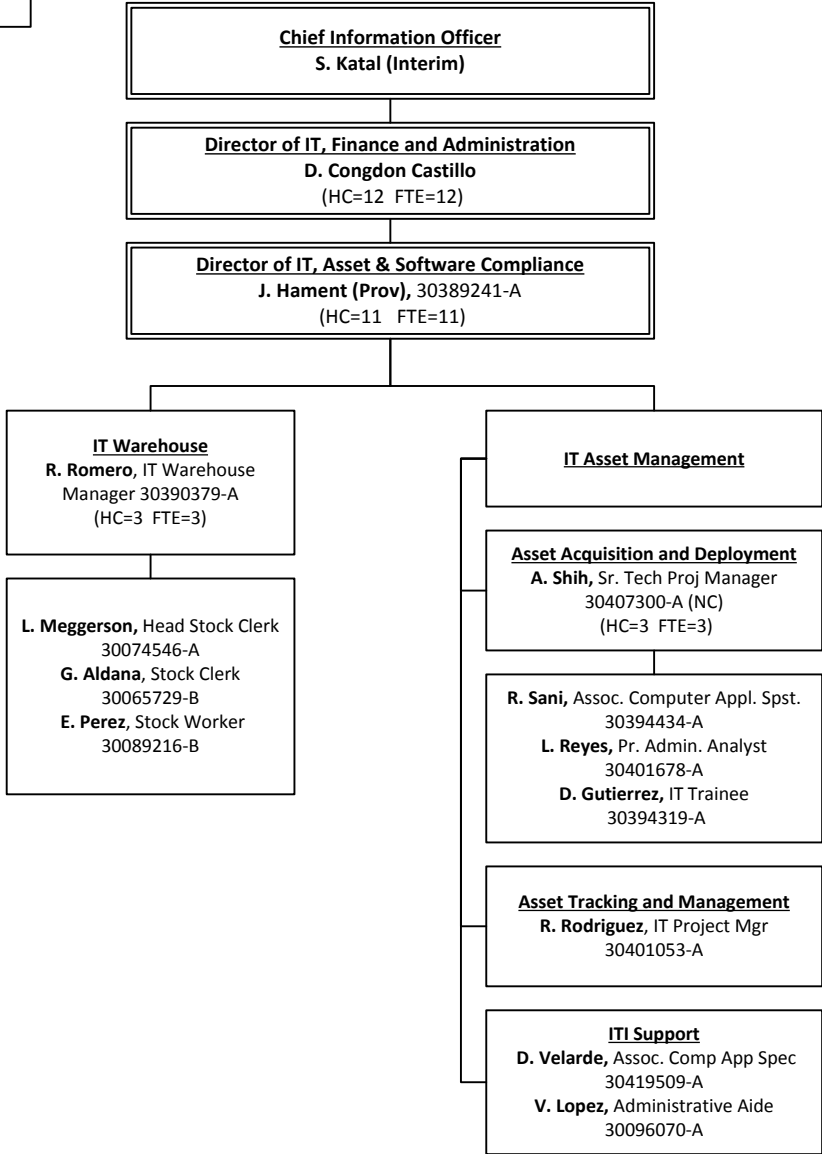 Chief Information Officer
S. Katal (Interim)
Director of IT, Finance and Administration
D. Congdon Castillo
(HC=12 FTE=12)
Director of IT, Asset & Software Compliance
J. Hament (Prov), 30389241-A
(HC=11 FTE=11)
IT Warehouse
R. Romero, IT Warehouse
Manager 30390379-A
(HC=3 FTE=3)
L. Meggerson, Head Stock Clerk
30074546-A
G. Aldana, Stock Clerk
30065729-B
E. Perez, Stock Worker
30089216-B
IT Asset Management
Asset Acquisition and Deployment
A. Shih, Sr. Tech Proj Manager
30407300-A (NC)
(HC=3 FTE=3)
R. Sani, Assoc. Computer Appl. Spst.
30394434-A
L. Reyes, Pr. Admin. Analyst
30401678-A
D. Gutierrez, IT Trainee
30394319-A
Asset Tracking and Management
R. Rodriguez, IT Project Mgr
30401053-A
ITI Support
D. Velarde, Assoc. Comp App Spec
30419509-A
V. Lopez, Administrative Aide
30096070-A